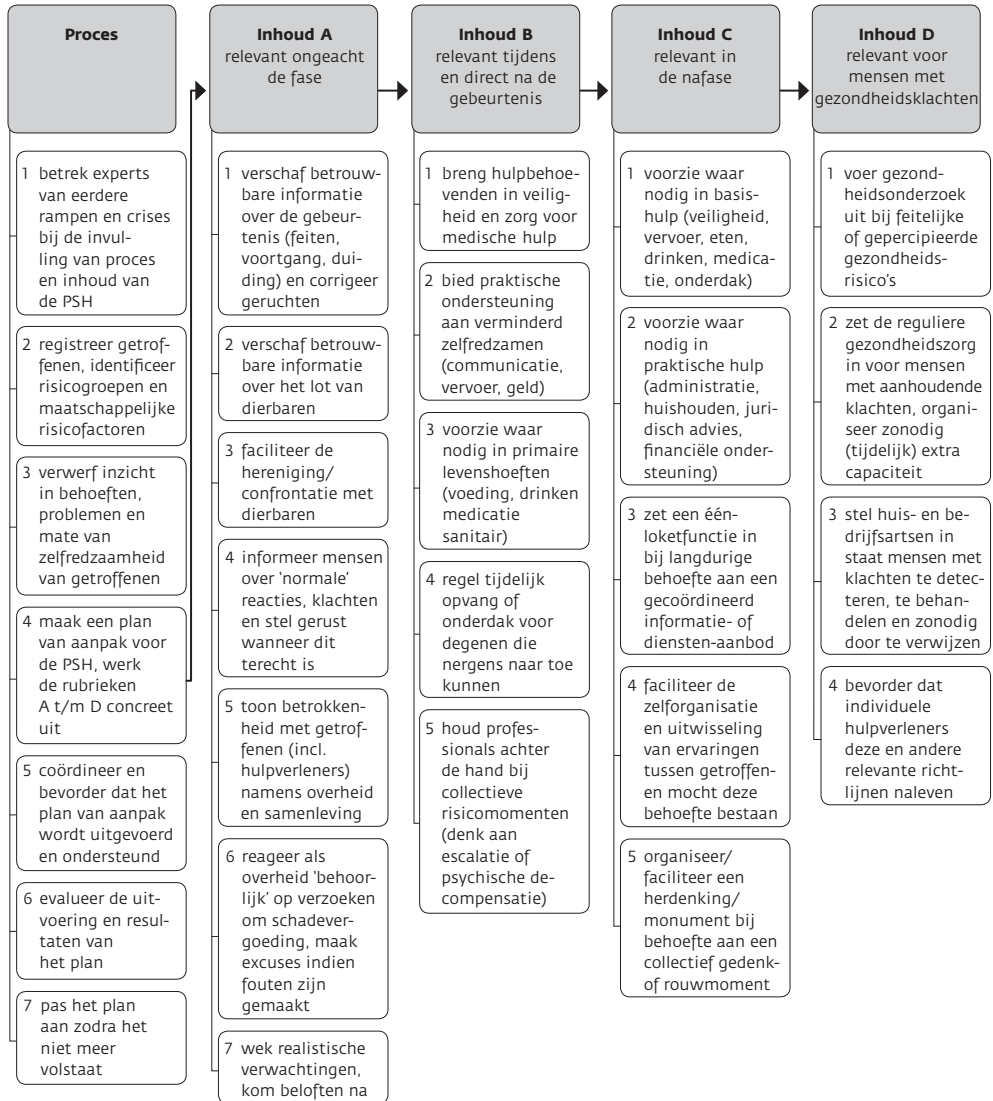 Proces
1 betrek experts
van eerdere
rampen en crises
bij de invul-
ling van proces
en inhoud van
de PSH
2 registreer getrof-
fenen, identificeer
risicogroepen en
maatschappelijke
risicofactoren
3 verwerf inzicht
in behoeften,
problemen en
mate van
zelfredzaamheid
van getroffenen
4 maak een plan
van aanpak voor
de PSH, werk
de rubrieken
A t/m D concreet
uit
5 coördineer en
bevorder dat het
plan van aanpak
wordt uitgevoerd
en ondersteund
6 evalueer de uit-
voering en resul-
taten van
het plan
7 pas het plan
aan zodra het
niet meer
volstaat
Inhoud A
relevant ongeacht
de fase
1 verschaf betrouw-
bare informatie
over de gebeur-
tenis (feiten,
voortgang, dui-
ding) en corrigeer
geruchten
2 verschaf betrouw-
bare informatie
over het lot van
dierbaren
3 faciliteer de
hereniging/
confrontatie met
dierbaren
4 informeer mensen
over ‘normale’
reacties, klachten
en stel gerust
wanneer dit
terecht is
5 toon betrokken-
heid met getrof-
fenen (incl.
hulpverleners)
namens overheid
en samenleving
6 reageer als
overheid ‘behoor-
lijk’ op verzoeken
om schadever-
goeding, maak
excuses indien
fouten zijn
gemaakt
7 wek realistische
verwachtingen,
kom beloften na
Inhoud B
relevant tijdens
en direct na de
gebeurtenis
1 breng hulpbehoe-
venden in veilig-
heid en zorg voor
medische hulp
2 bied praktische
ondersteuning
aan verminderd
zelfredzamen
(communicatie,
vervoer, geld)
3 voorzie waar
nodig in primaire
levenshoeften
(voeding, drinken
medicatie
sanitair)
4 regel tijdelijk
opvang of
onderdak voor
degenen die
nergens naar toe
kunnen
5 houd profes-
sionals achter
de hand bij
collectieve
risicomomenten
(denk aan
escalatie of
psychische de-
compensatie)
Inhoud C
relevant in
de nafase
1 voorzie waar
nodig in basis-
hulp (veiligheid,
vervoer, eten,
drinken, medica-
tie, onderdak)
2 voorzie waar
nodig in
praktische hulp
(administratie,
huishouden, juri-
disch advies,
financiële onder-
steuning)
3 zet een één-
loketfunctie in
bij langdurige
behoefte aan een
gecoördineerd
informatie- of
diensten-aanbod
4 faciliteer de
zelforganisatie
en uitwisseling
van ervaringen
tussen getroffen-
en mocht deze
behoefte bestaan
5 organiseer/
faciliteer een
herdenking/
monument bij
behoefte aan een
collectief gedenk-
of rouwmoment
Inhoud D
relevant voor
mensen met
gezondheidsklachten
1 voer gezond-
heidsonderzoek
uit bij feitelijke
of gepercipieerde
gezondheids-
risico’s
2 zet de reguliere
gezondheidszorg
in voor mensen
met aanhoudende
klachten, organi-
seer zonodig
(tijdelijk) extra
capaciteit
3 stel huis- en be-
drijfsartsen in
staat mensen met
klachten te detec-
teren, te behan-
delen en zonodig
door te verwijzen
4 bevorder dat
individuele
hulpverleners
deze en andere
relevante richt-
lijnen naleven